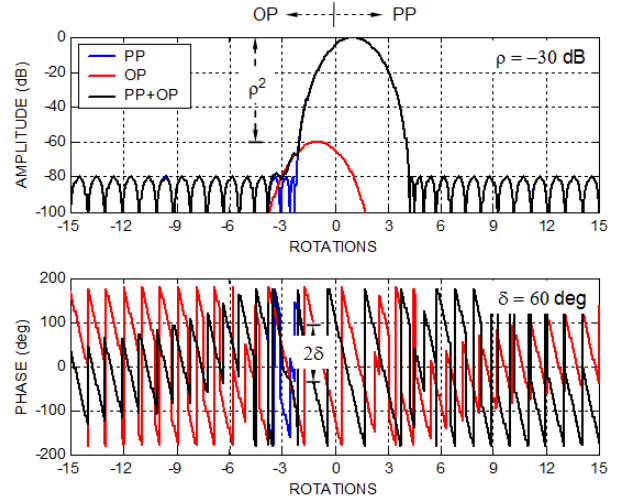 OP PP
0
-20
-40
-60
-80
-100
AMPLITUDE (dB)
PP
OP
PP+OP
ρ²
ρ = –30 dB
-15 -12 -9 -6 -3 0 3 6 9 12 15
ROTATIONS
200
100
0
-100
-200
PHASE (deg)
2δ
δ = 60 deg
-15 -12 -9 -6 -3 0 3 6 9 12 15
ROTATIONS